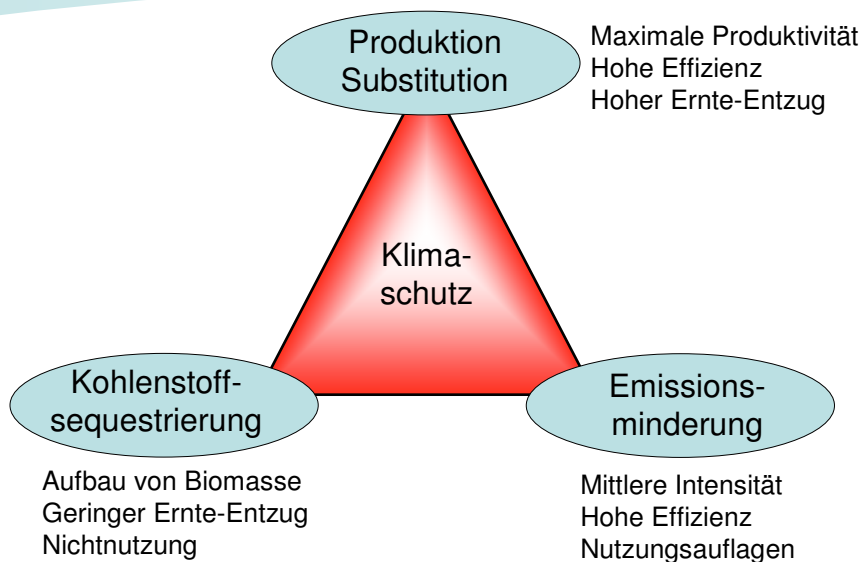 Produktion
Substitution
Maximale Produktivität
Hohe Effizienz
Hoher Ernte-Entzug
Klima-
schutz
Kohlenstoff-
sequestrierung
Aufbau von Biomasse
Geringer Ernte-Entzug
Nichtnutzung
Emissions-
minderung
Mittlere Intensität
Hohe Effizienz
Nutzungsauflagen